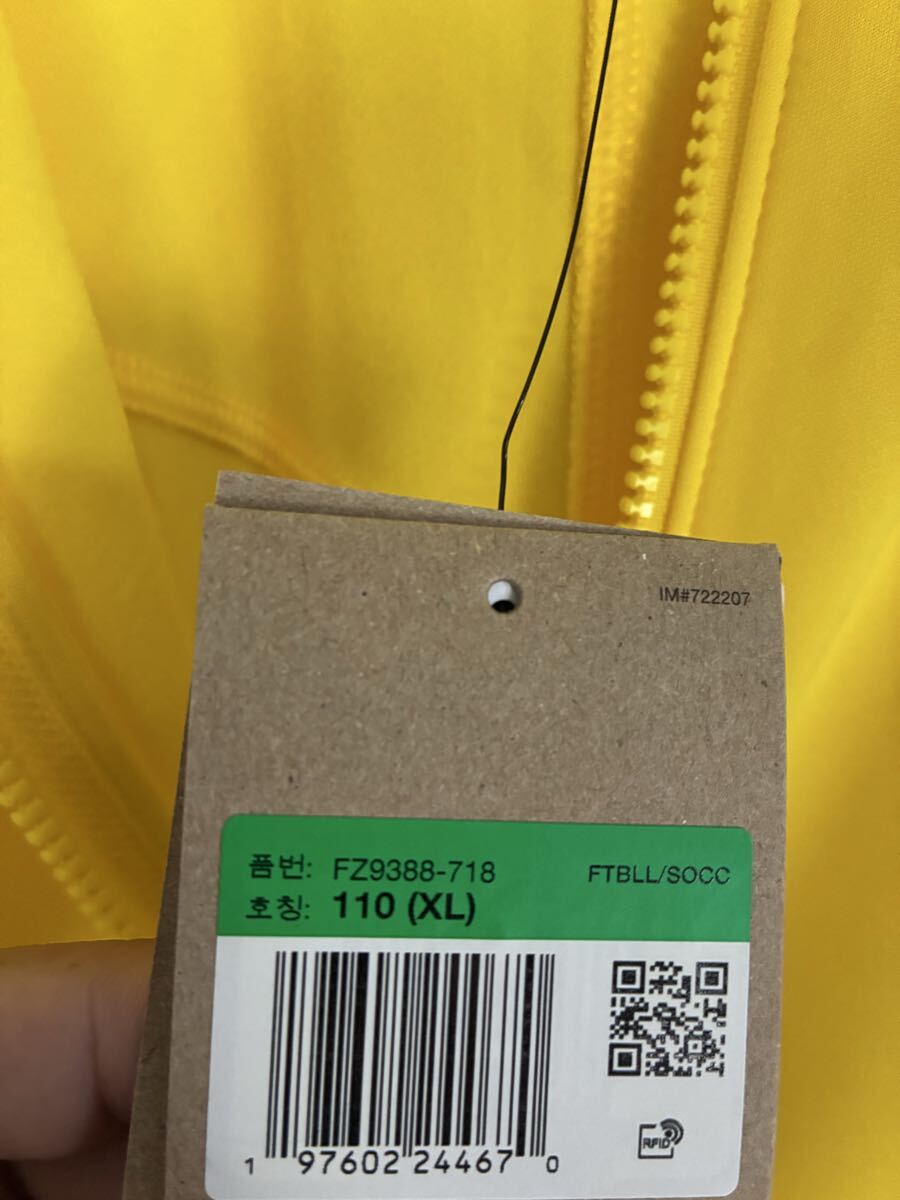 IM#722207
품번: FZ9388-718 FTBLL/SOCC
호칭: 110 (XL)
1 97602 24467 0
RFID